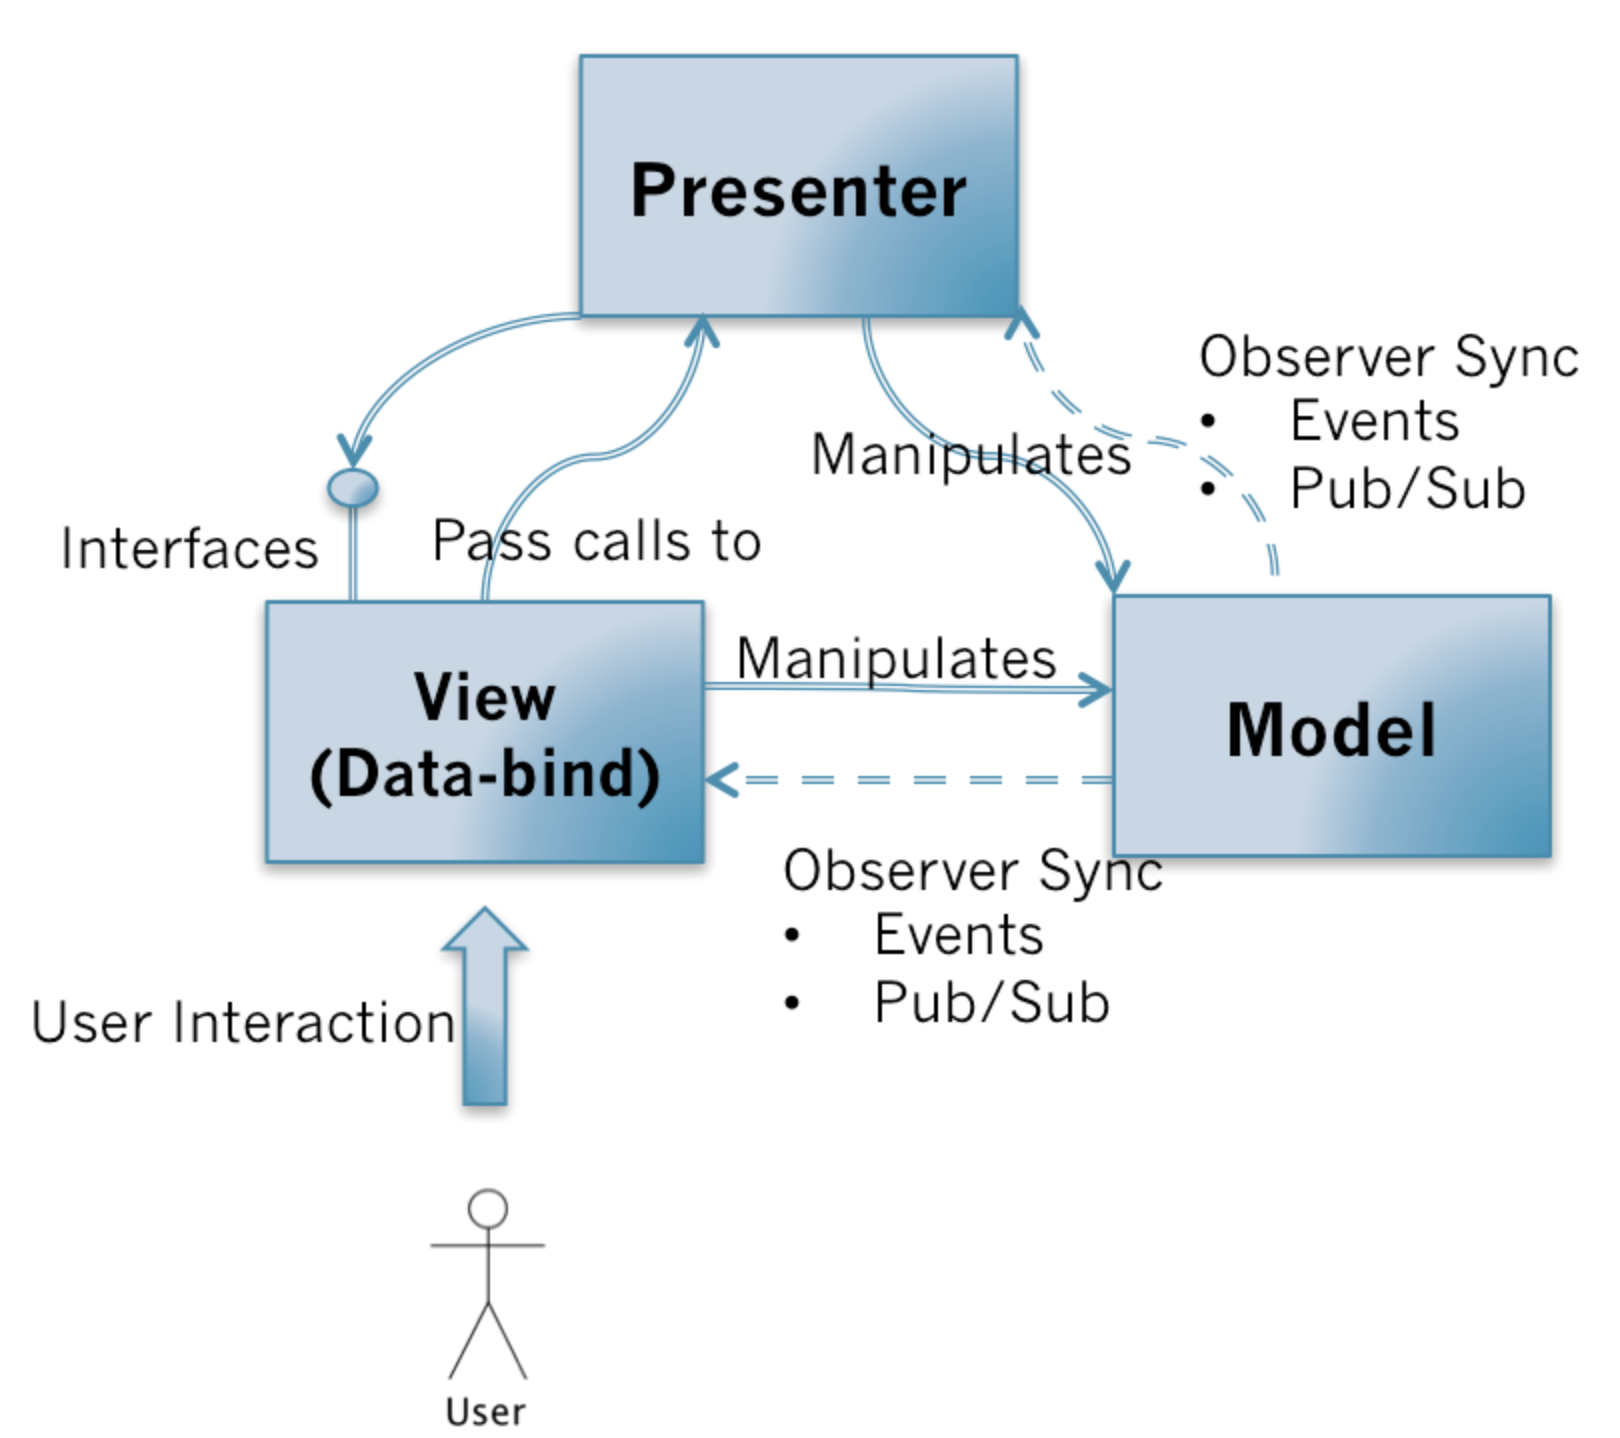 Presenter
Observer Sync
• Events
• Pub/Sub
Manipulates
Interfaces
Pass calls to
Manipulates
View
(Data-bind)
Model
Observer Sync
• Events
• Pub/Sub
User Interaction
User